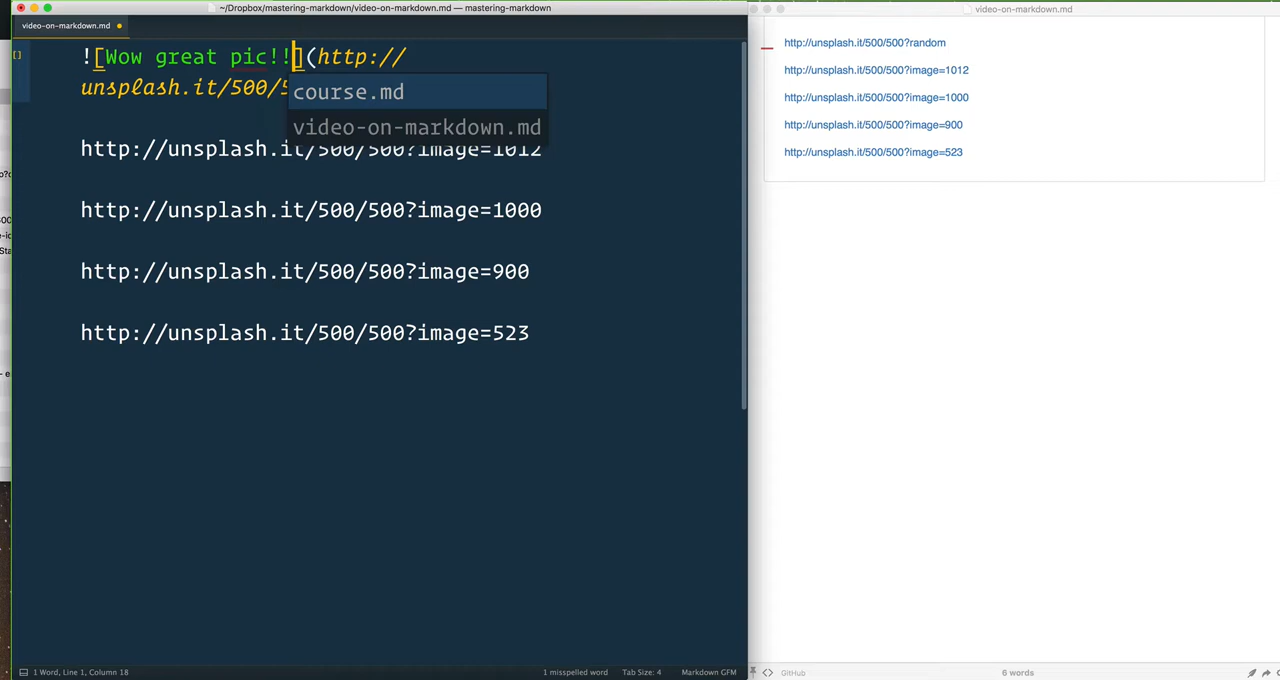 ~/Dropbox/mastering-markdown/video-on-markdown.md — mastering-markdown
video-on-markdown.md
![Wow great pic!!](http://
unsplash.it/500/5
course.md
video-on-markdown.md
http://unsplash.it/500/500?image=1012
http://unsplash.it/500/500?image=1000
http://unsplash.it/500/500?image=900
http://unsplash.it/500/500?image=523
1 Word, Line 1, Column 18
1 misspelled word
Tab Size: 4
Markdown GFM
video-on-markdown.md
http://unsplash.it/500/500?random
http://unsplash.it/500/500?image=1012
http://unsplash.it/500/500?image=1000
http://unsplash.it/500/500?image=900
http://unsplash.it/500/500?image=523
GitHub
6 words